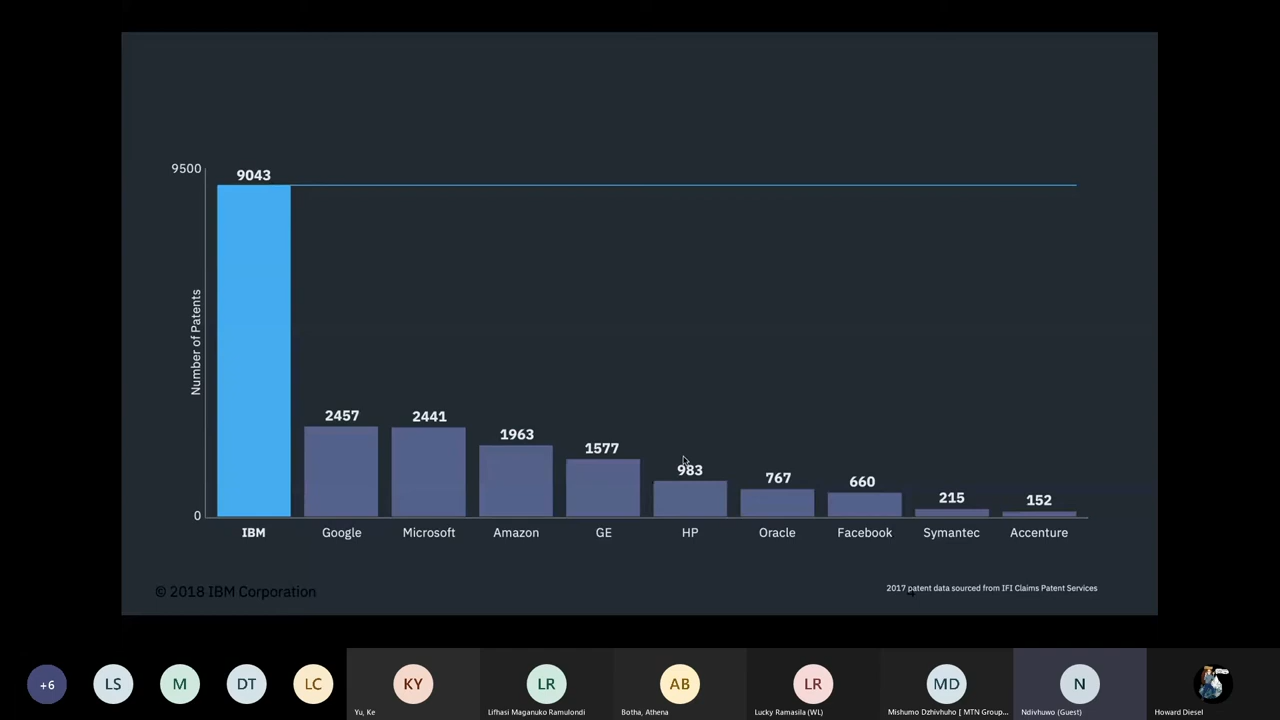 9500
9043
2457
2441
1963
1577
983
767
660
215
152
Number of Patents
0
IBM
Google
Microsoft
Amazon
GE
HP
Oracle
Facebook
Symantec
Accenture
© 2018 IBM Corporation
2017 patent data sourced from IFI Claims Patent Services
+6
LS
M
DT
LC
KY
LR
AB
LR
MD
N
Yu, Ke
Lifhasi Maganuko Ramulondi
Botha, Athena
Lucky Ramasila (WL)
Mishumo Dzhivhuho [ MTN Group...
Ndivhuwo (Guest)
Howard Diesel